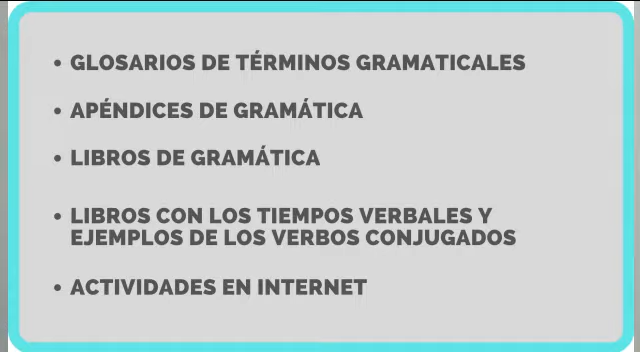 • GLOSARIOS DE TÉRMINOS GRAMATICALES
• APÉNDICES DE GRAMÁTICA
• LIBROS DE GRAMÁTICA
• LIBROS CON LOS TIEMPOS VERBALES Y
EJEMPLOS DE LOS VERBOS CONJUGADOS
• ACTIVIDADES EN INTERNET